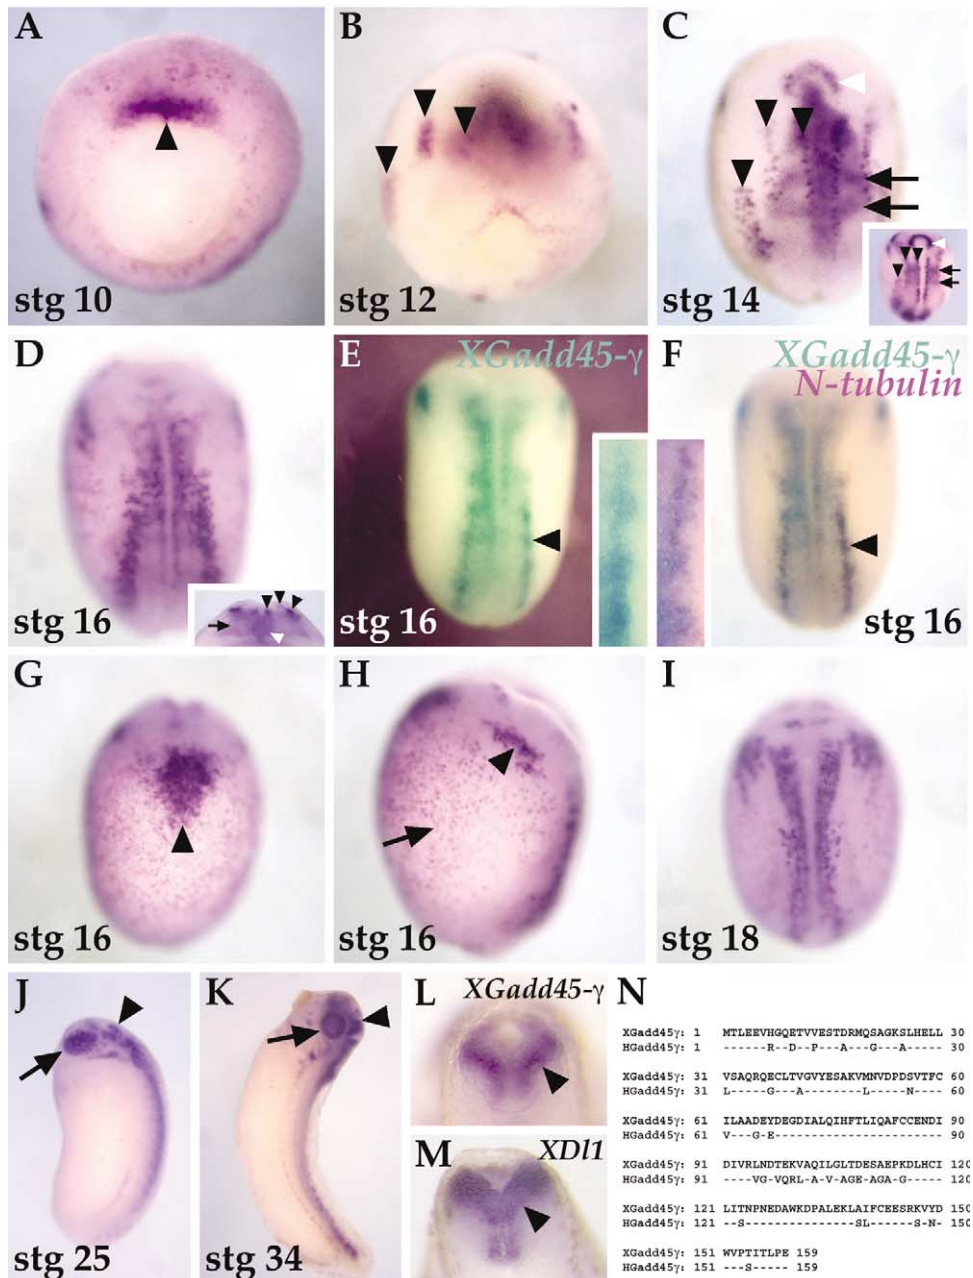 A
B
C
stg 10
stg 12
stg 14
D
E
XGadd45-γ
F
XGadd45-γ
N-tubulin
stg 16
stg 16
stg 16
G
H
I
stg 16
stg 16
stg 18
J
K
L
XGadd45-γ
M
XDl1
stg 25
stg 34
N
XGadd45γ: 1 MTLEEVHGQETVVESTDRMQSAGKSLHELL 30
HGadd45γ: 1 ------R--D--P----A---G---A---- 30
XGadd45γ: 31 VSAQRQECLTVGVYESAKVMNVDPDSVTFC 60
HGadd45γ: 31 L-----G---A--------L-----N---- 60
XGadd45γ: 61 ILAADEYDEGDIALQIHFTLIQAFCCENDI 90
HGadd45γ: 61 V---G-E----------------------- 90
XGadd45γ: 91 DIVRLNDTEKVAQILGLTDESAEPKDLHCI 120
HGadd45γ: 91 ----VG-VQRL-A-V-AGE-AGA-G----- 120
XGadd45γ: 121 LITNPNEDAWKDPALEKLAIFCEESRKVYD 150
HGadd45γ: 121 --S---------------SL------S-N- 150
XGadd45γ: 151 WVPTITLPE 159
HGadd45γ: 151 ---S----- 159